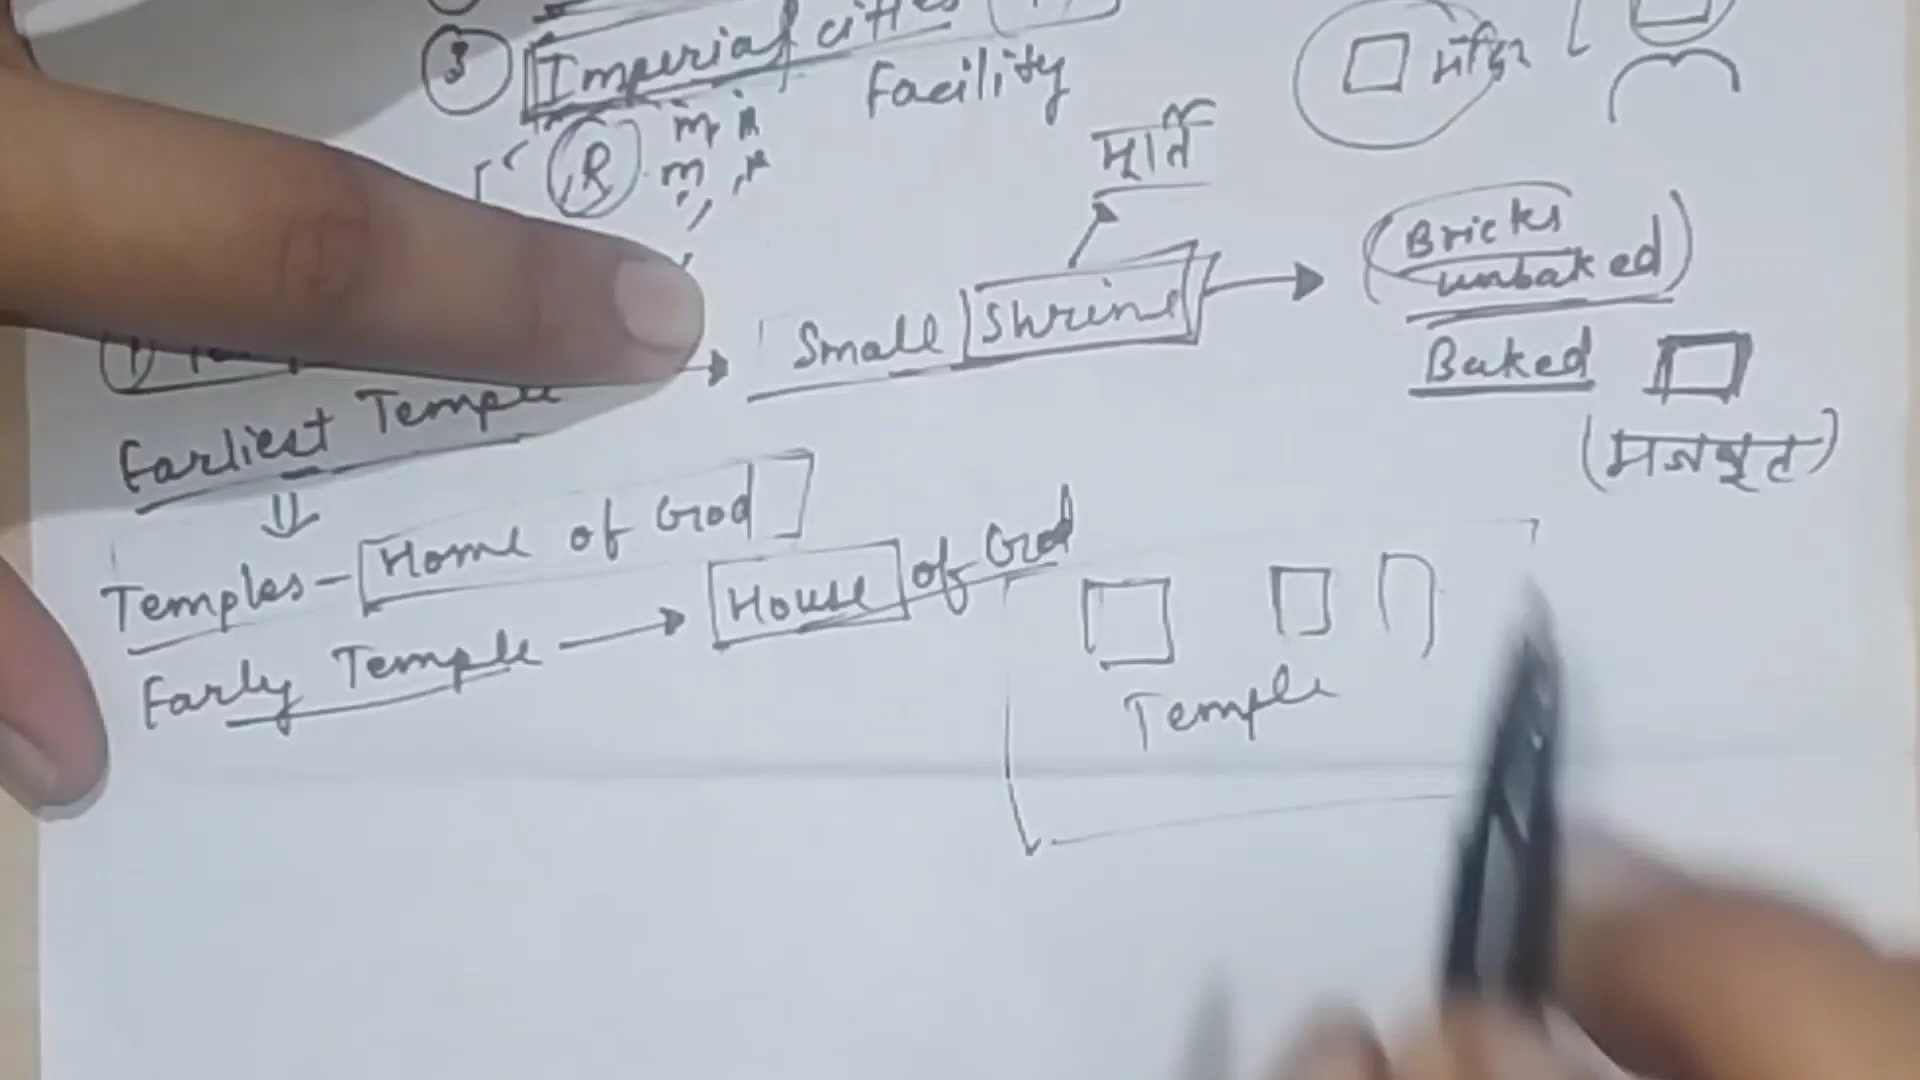 3 Imperial cities
Facility
मंदिर
R
मूर्ति
Small Shrine
Bricks
unbaked
Baked
(मजबूत)
Earliest Temple
Temples - Home of God
Early Temple → House of God
Temple